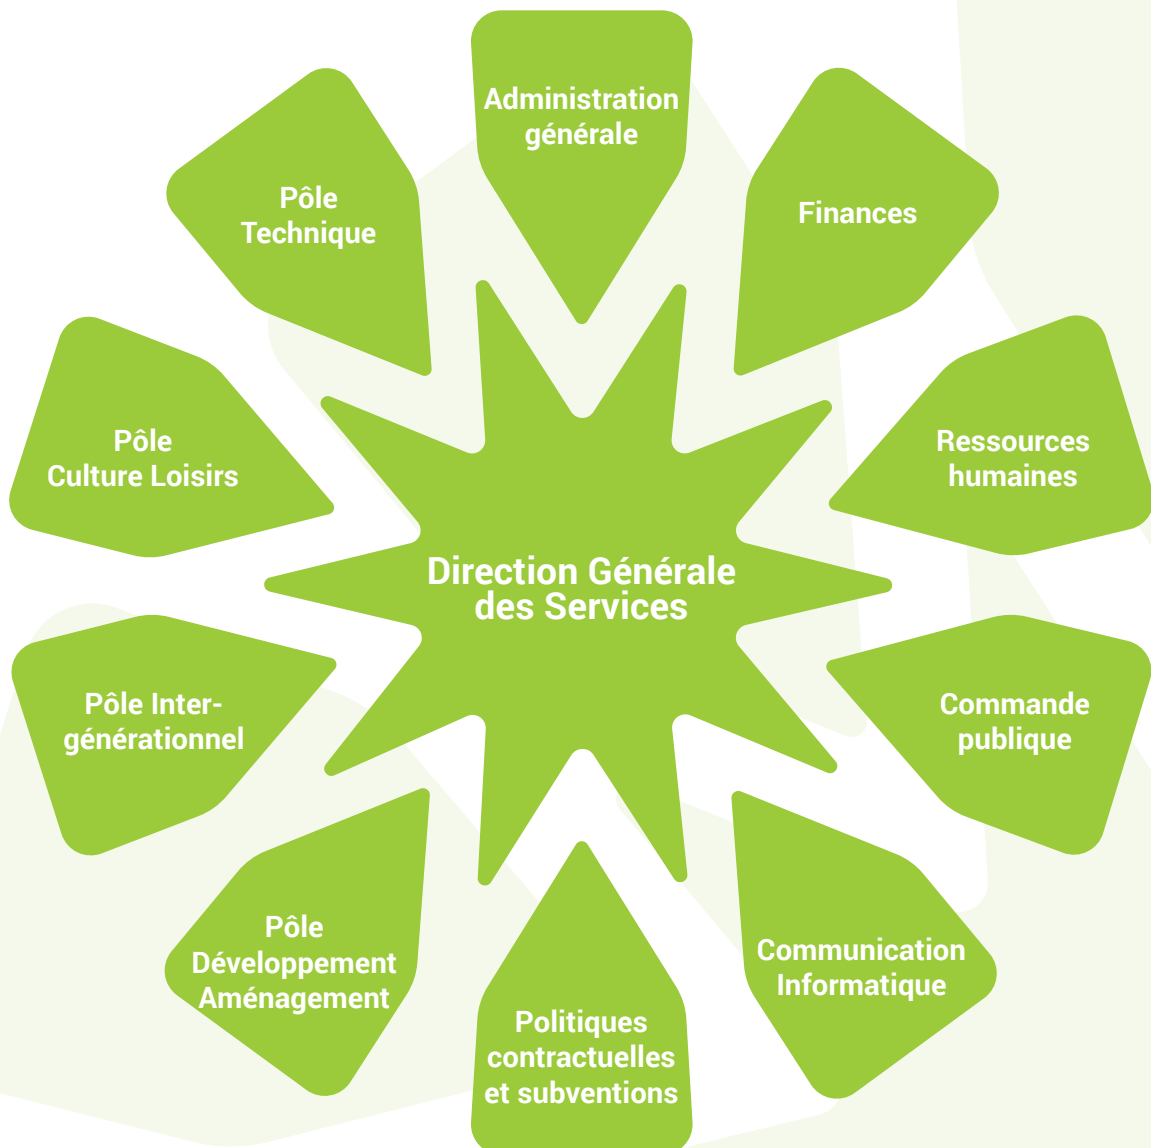 Administration
générale
Pôle
Technique
Finances
Pôle
Culture Loisirs
Ressources
humaines
Direction Générale
des Services
Pôle Inter-
générationnel
Commande
publique
Pôle
Développement
Aménagement
Communication
Informatique
Politiques
contractuelles
et subventions